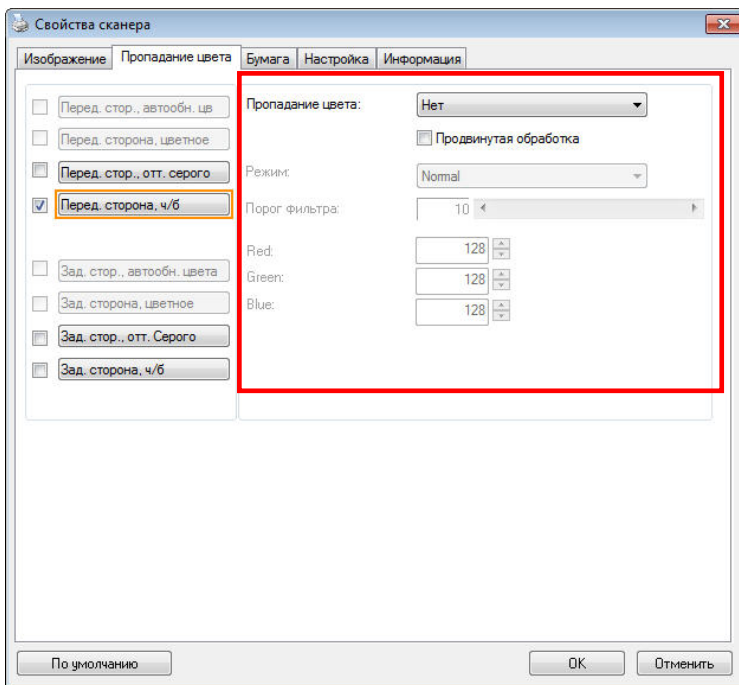 Свойства сканера
Изображение Пропадание цвета Бумага Настройка Информация
Перед. стор., автообн. цв
Перед. сторона, цветное
Перед. стор., отт. серого
Перед. сторона, ч/б
Зад. стор., автообн. цвета
Зад. сторона, цветное
Зад. стор., отт. Серого
Зад. сторона, ч/б
Пропадание цвета: Нет
Продвинутая обработка
Режим: Normal
Порог фильтра: 10
Red: 128
Green: 128
Blue: 128
По умолчанию OK Отменить